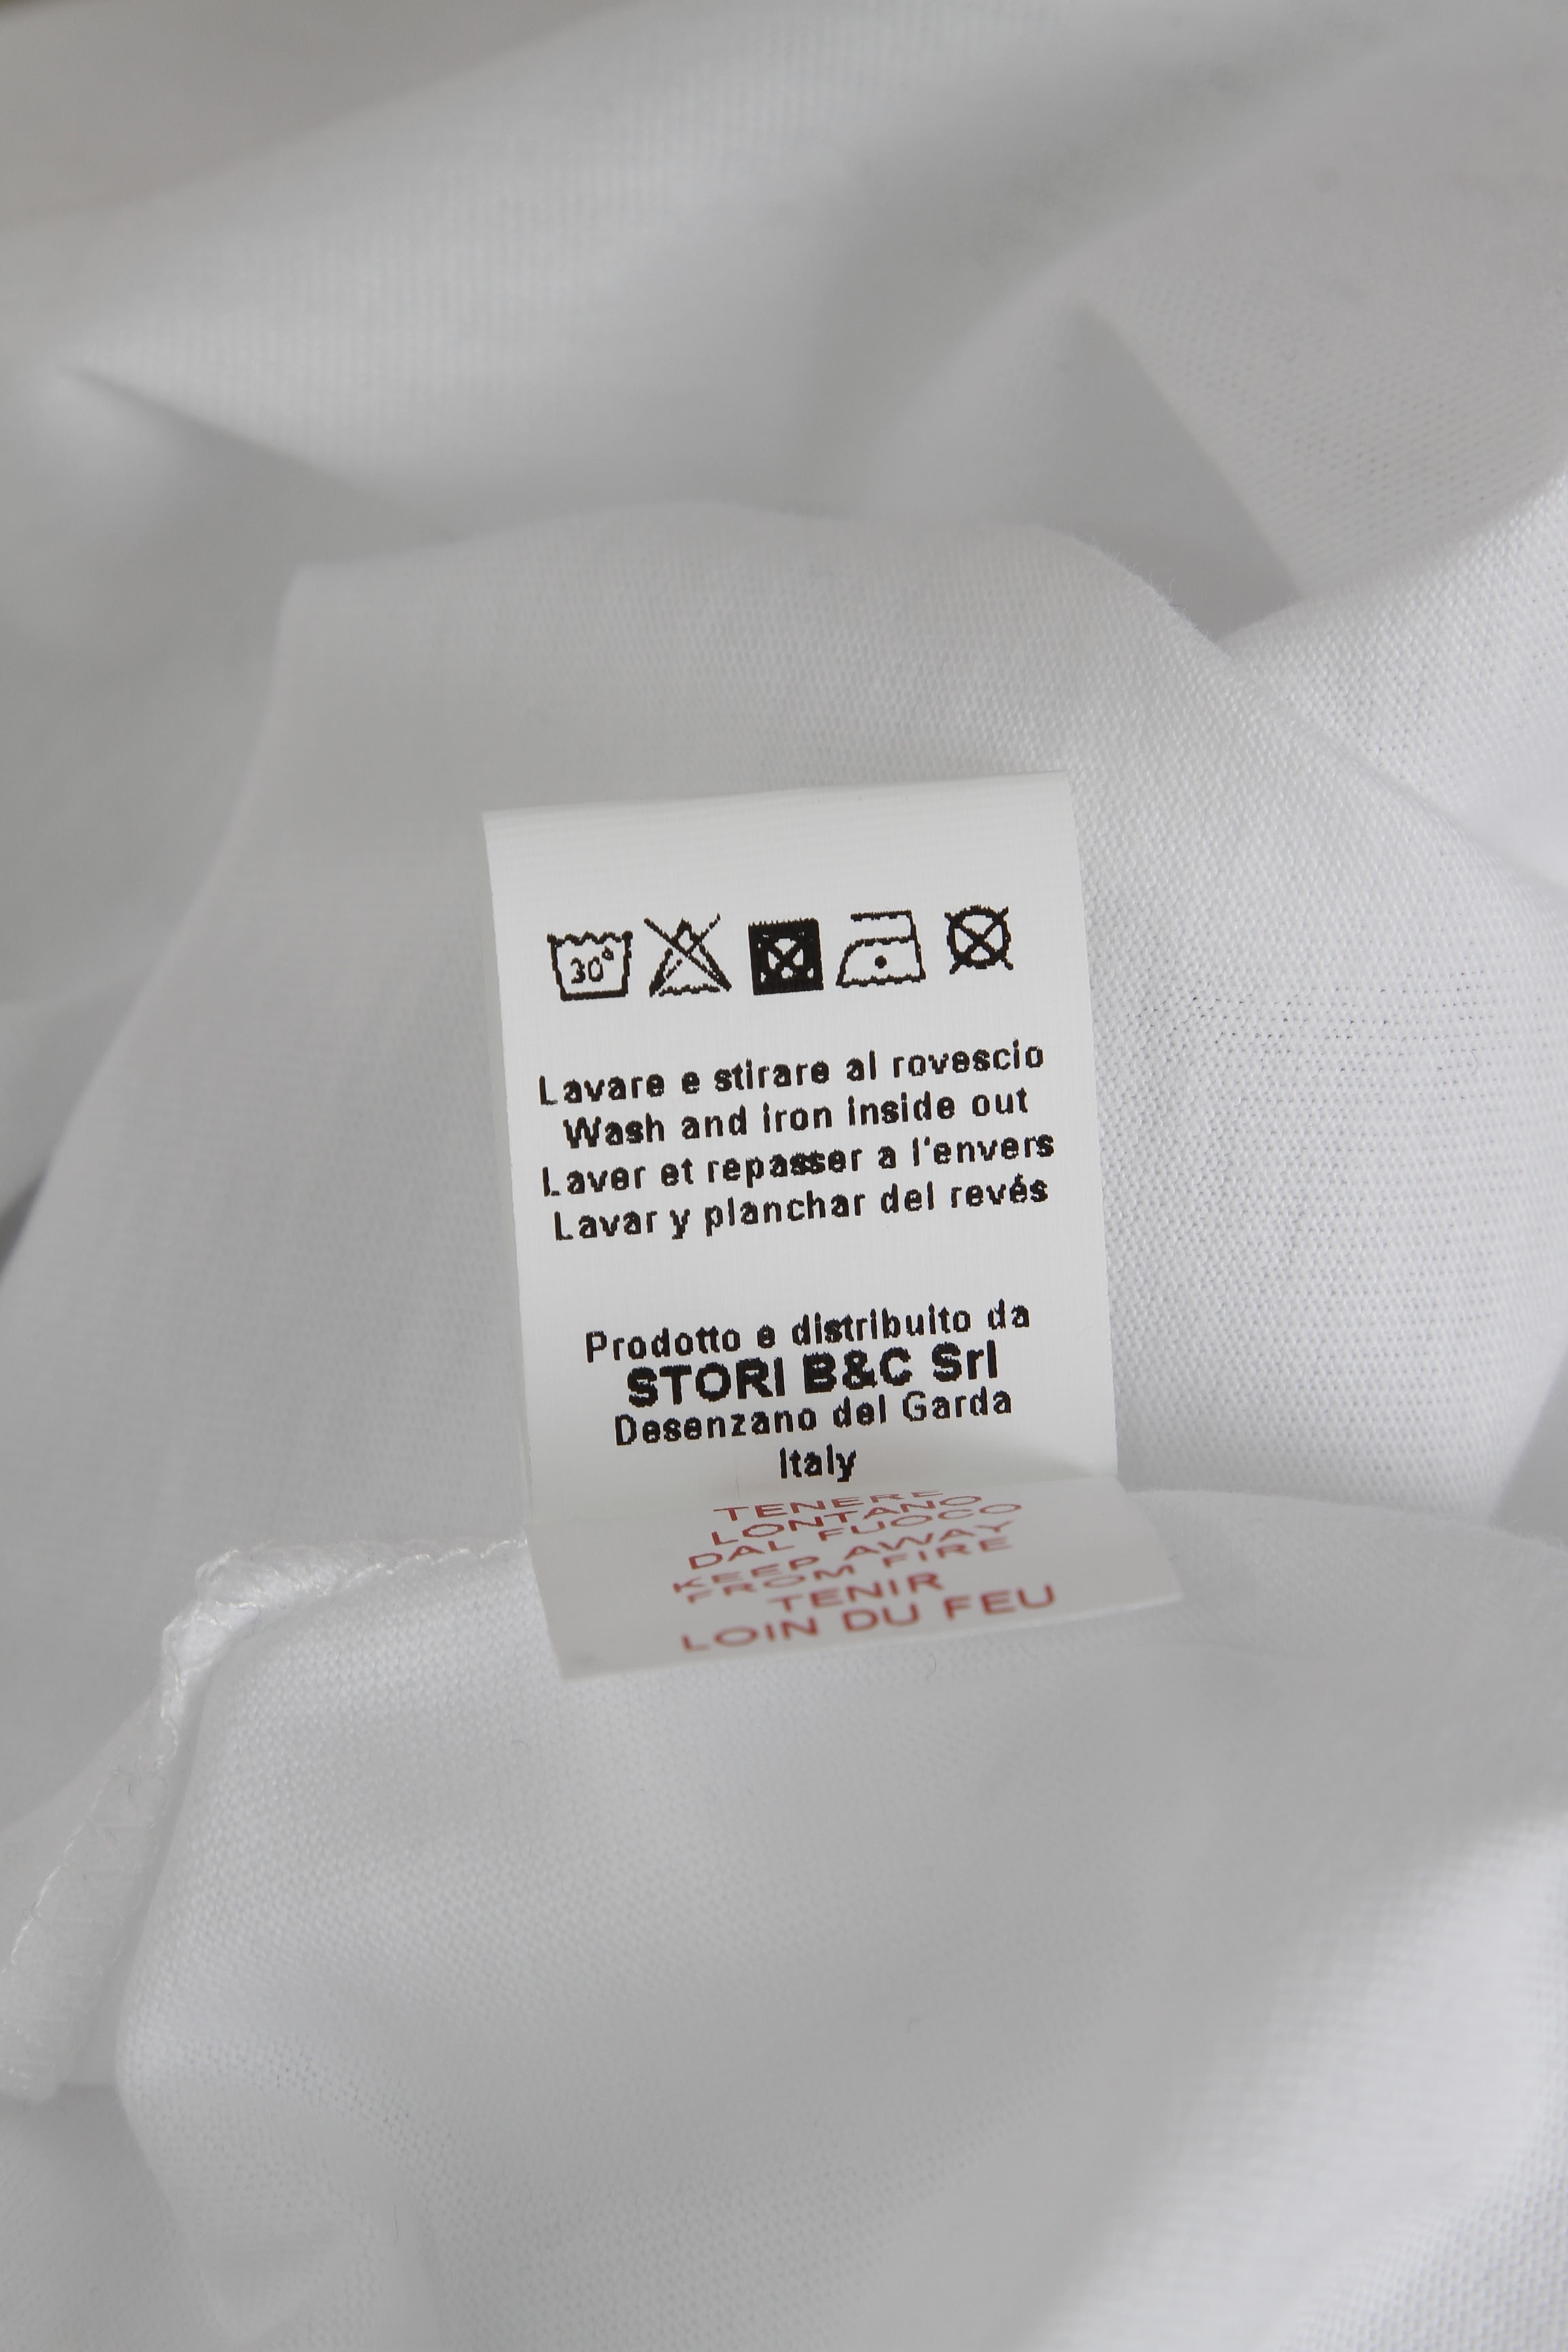 30°
Lavare e stirare al rovescio
Wash and iron inside out
Laver et repasser a l'envers
Lavar y planchar del revés
Prodotto e distribuito da
STORI B&C Srl
Desenzano del Garda
Italy
TENERE
LONTANO
DAL FUOCO
KEEP AWAY
FROM FIRE
TENIR
LOIN DU FEU